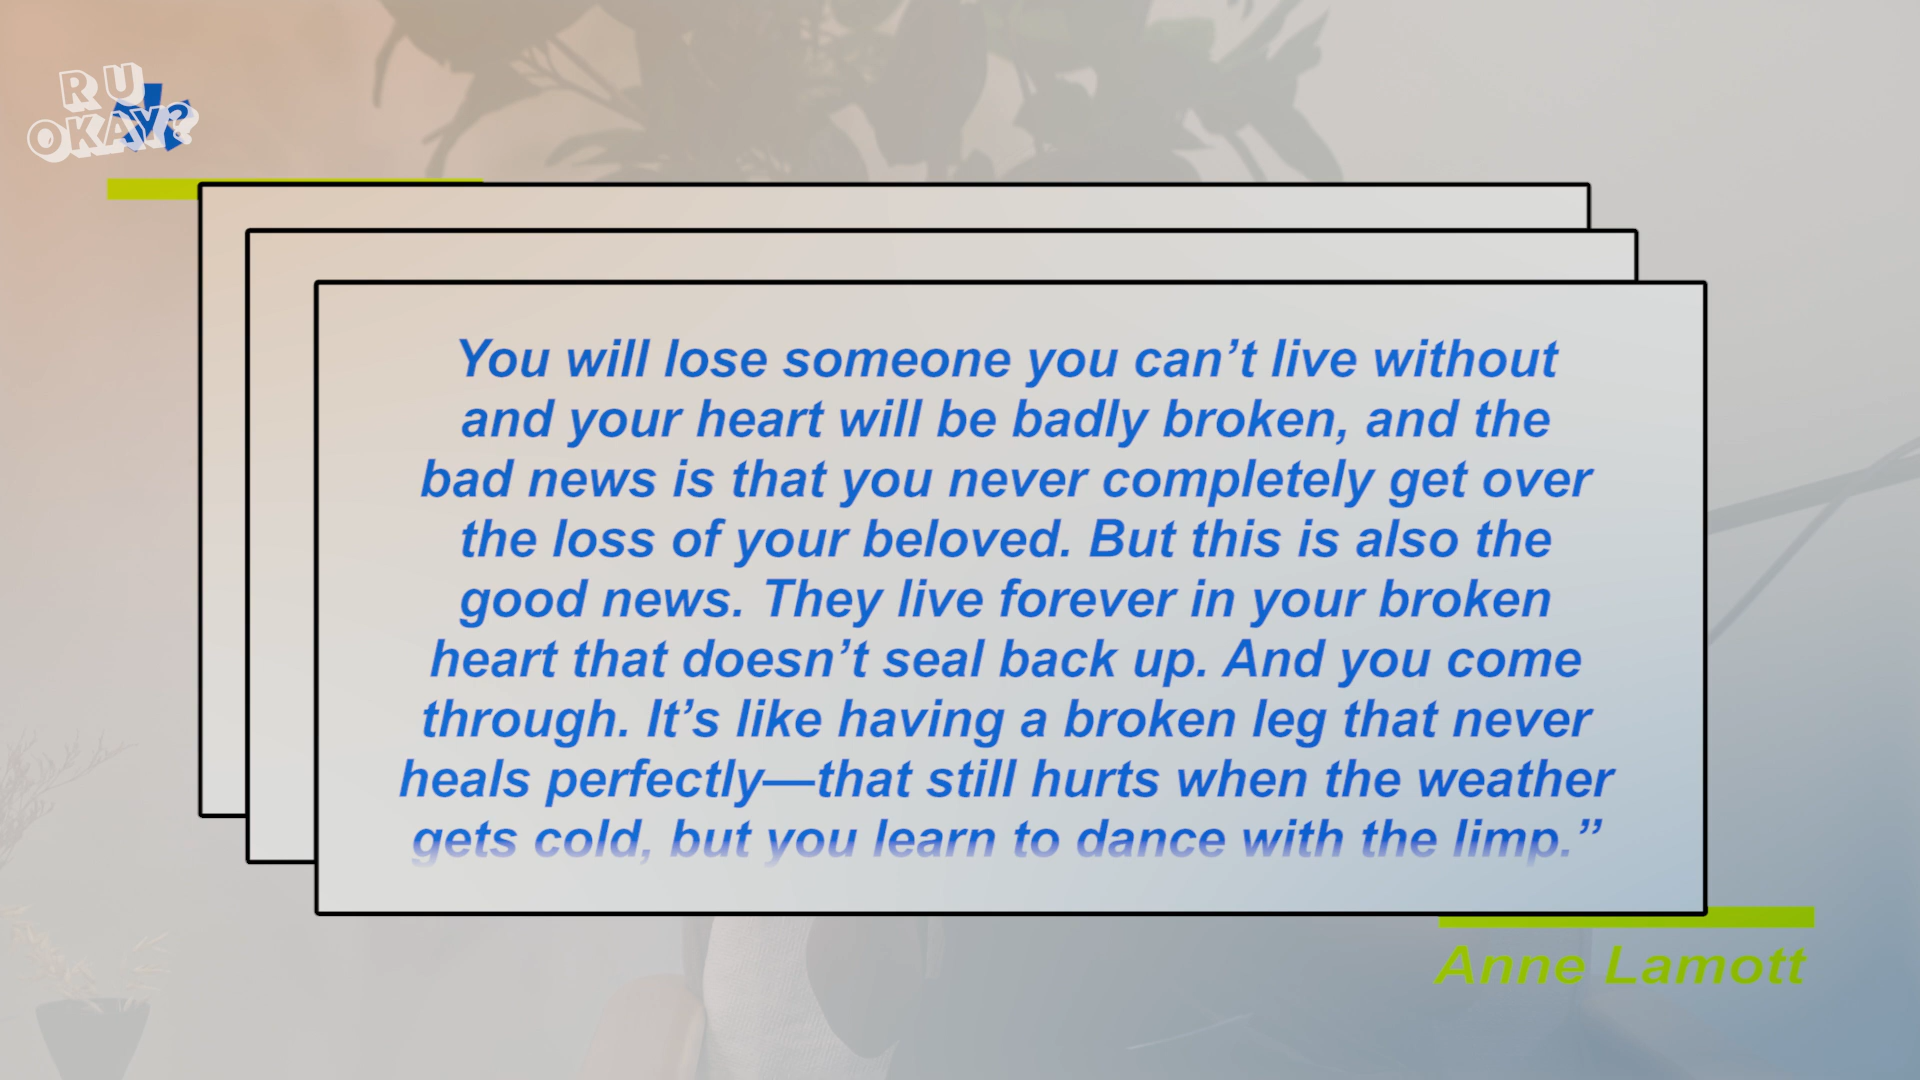 R U
OKAY?
You will lose someone you can’t live without
and your heart will be badly broken, and the
bad news is that you never completely get over
the loss of your beloved. But this is also the
good news. They live forever in your broken
heart that doesn’t seal back up. And you come
through. It’s like having a broken leg that never
heals perfectly—that still hurts when the weather
gets cold, but you learn to dance with the limp.”
Anne Lamott